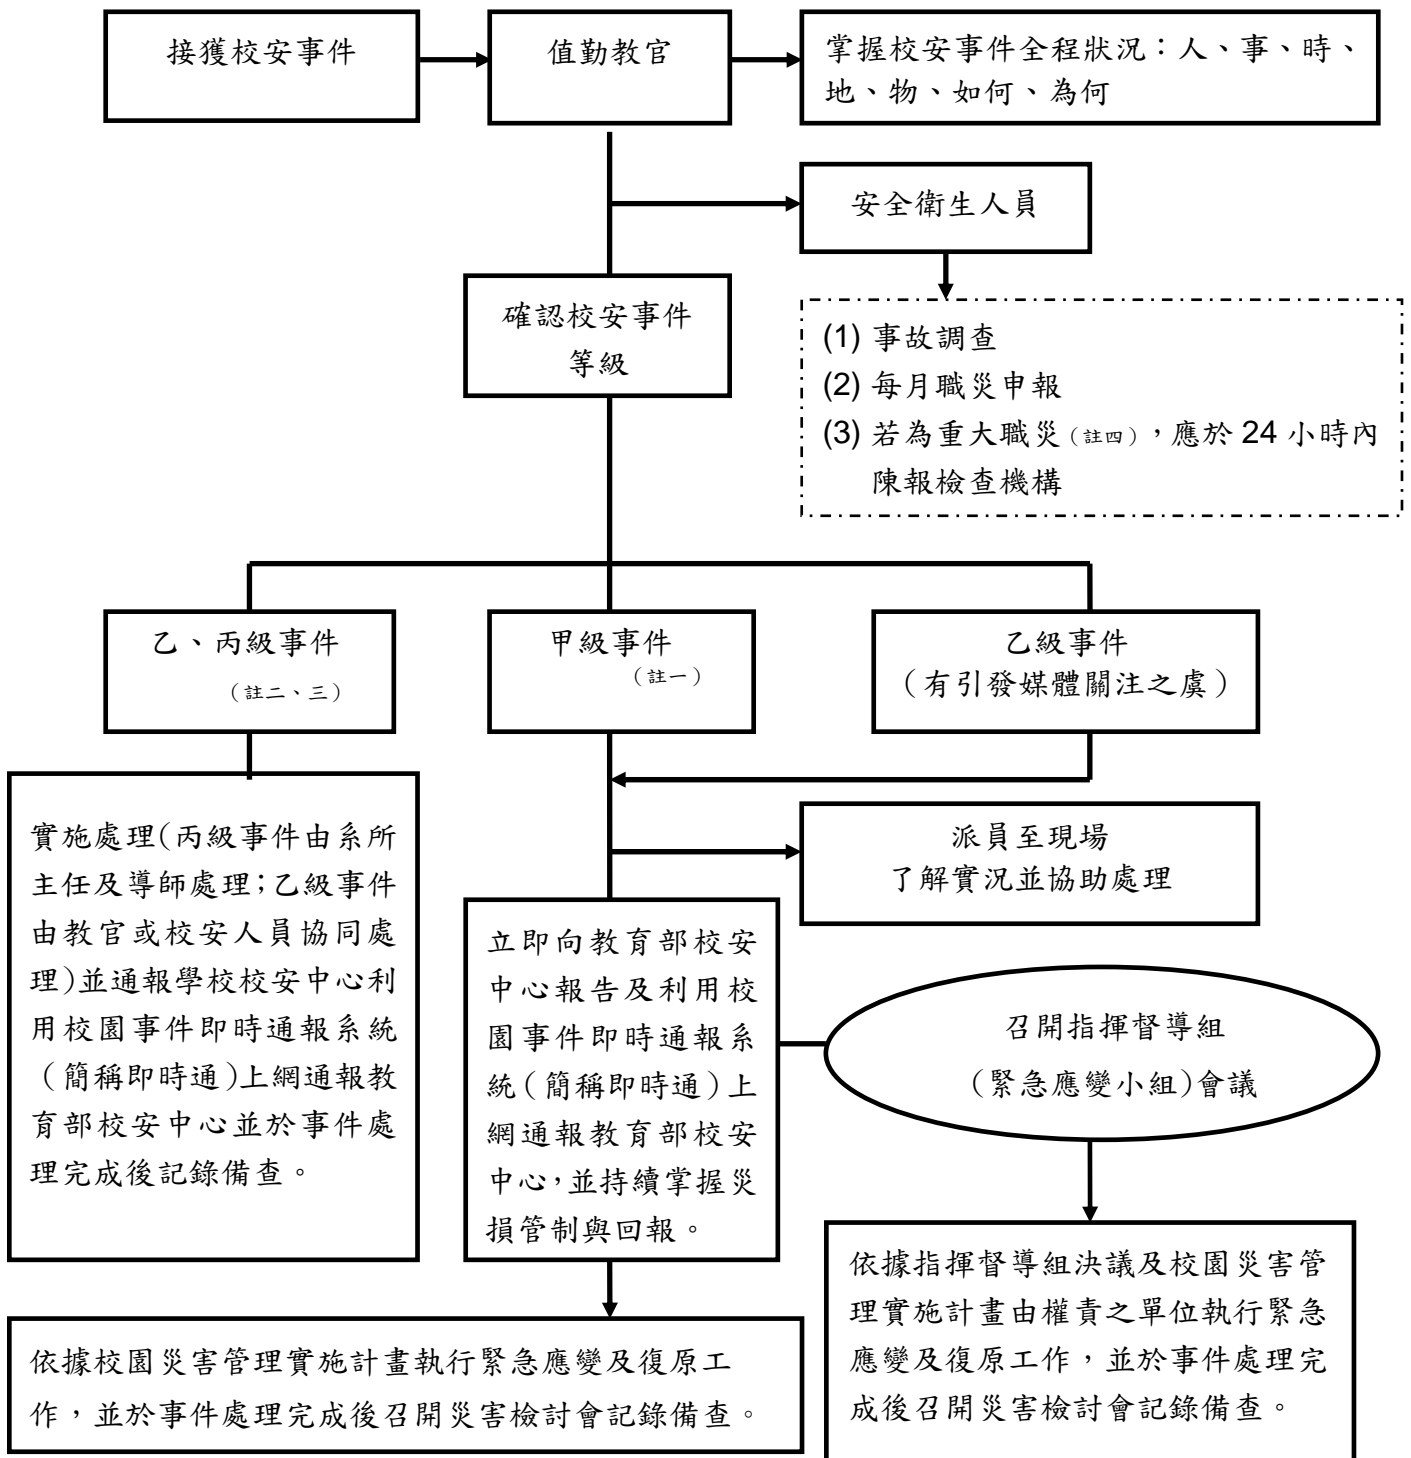 接獲校安事件
值勤教官
掌握校安事件全程狀況：人、事、時、
地、物、如何、為何
安全衛生人員
確認校安事件
等級
(1) 事故調查
(2) 每月職災申報
(3) 若為重大職災（註四），應於 24 小時內
陳報檢查機構
乙、丙級事件
（註二、三）
甲級事件
（註一）
乙級事件
（有引發媒體關注之虞）
實施處理(丙級事件由系所
主任及導師處理;乙級事件
由教官或校安人員協同處
理)並通報學校校安中心利
用校園事件即時通報系統
（簡稱即時通)上網通報教
育部校安中心並於事件處
理完成後記錄備查。
派員至現場
了解實況並協助處理
立即向教育部校安
中心報告及利用校
園事件即時通報系
統(簡稱即時通)上
網通報教育部校安
中心,並持續掌握災
損管制與回報。
召開指揮督導組
(緊急應變小組)會議
依據指揮督導組決議及校園災害管
理實施計畫由權責之單位執行緊急
應變及復原工作，並於事件處理完
成後召開災害檢討會記錄備查。
依據校園災害管理實施計畫執行緊急應變及復原工
作，並於事件處理完成後召開災害檢討會記錄備查。